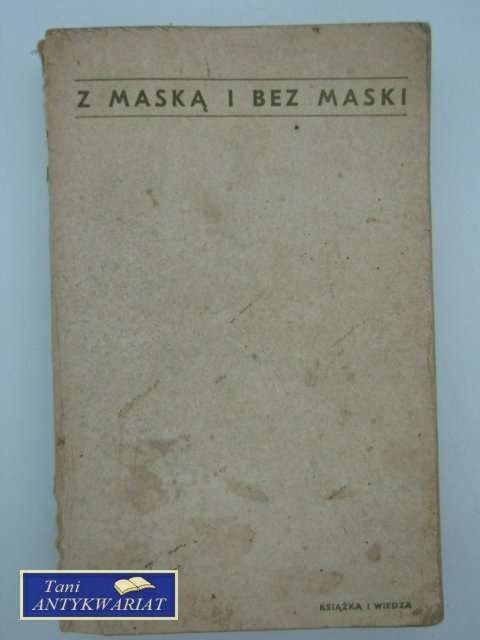 Z MASKĄ I BEZ MASKI
KSIĄŻKA I WIEDZA
Tani
ANTYKWARIAT